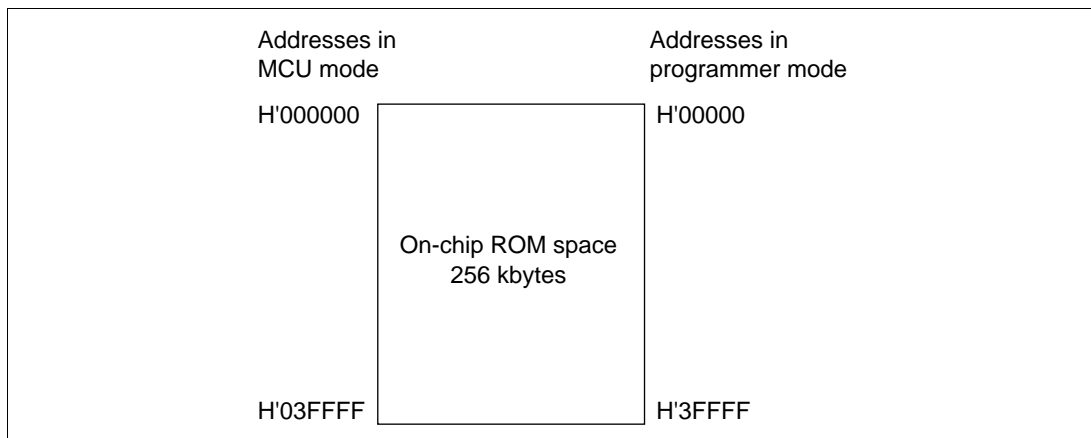 Addresses in
MCU mode
Addresses in
programmer mode
H'000000
H'00000
On-chip ROM space
256 kbytes
H'03FFFF
H'3FFFF